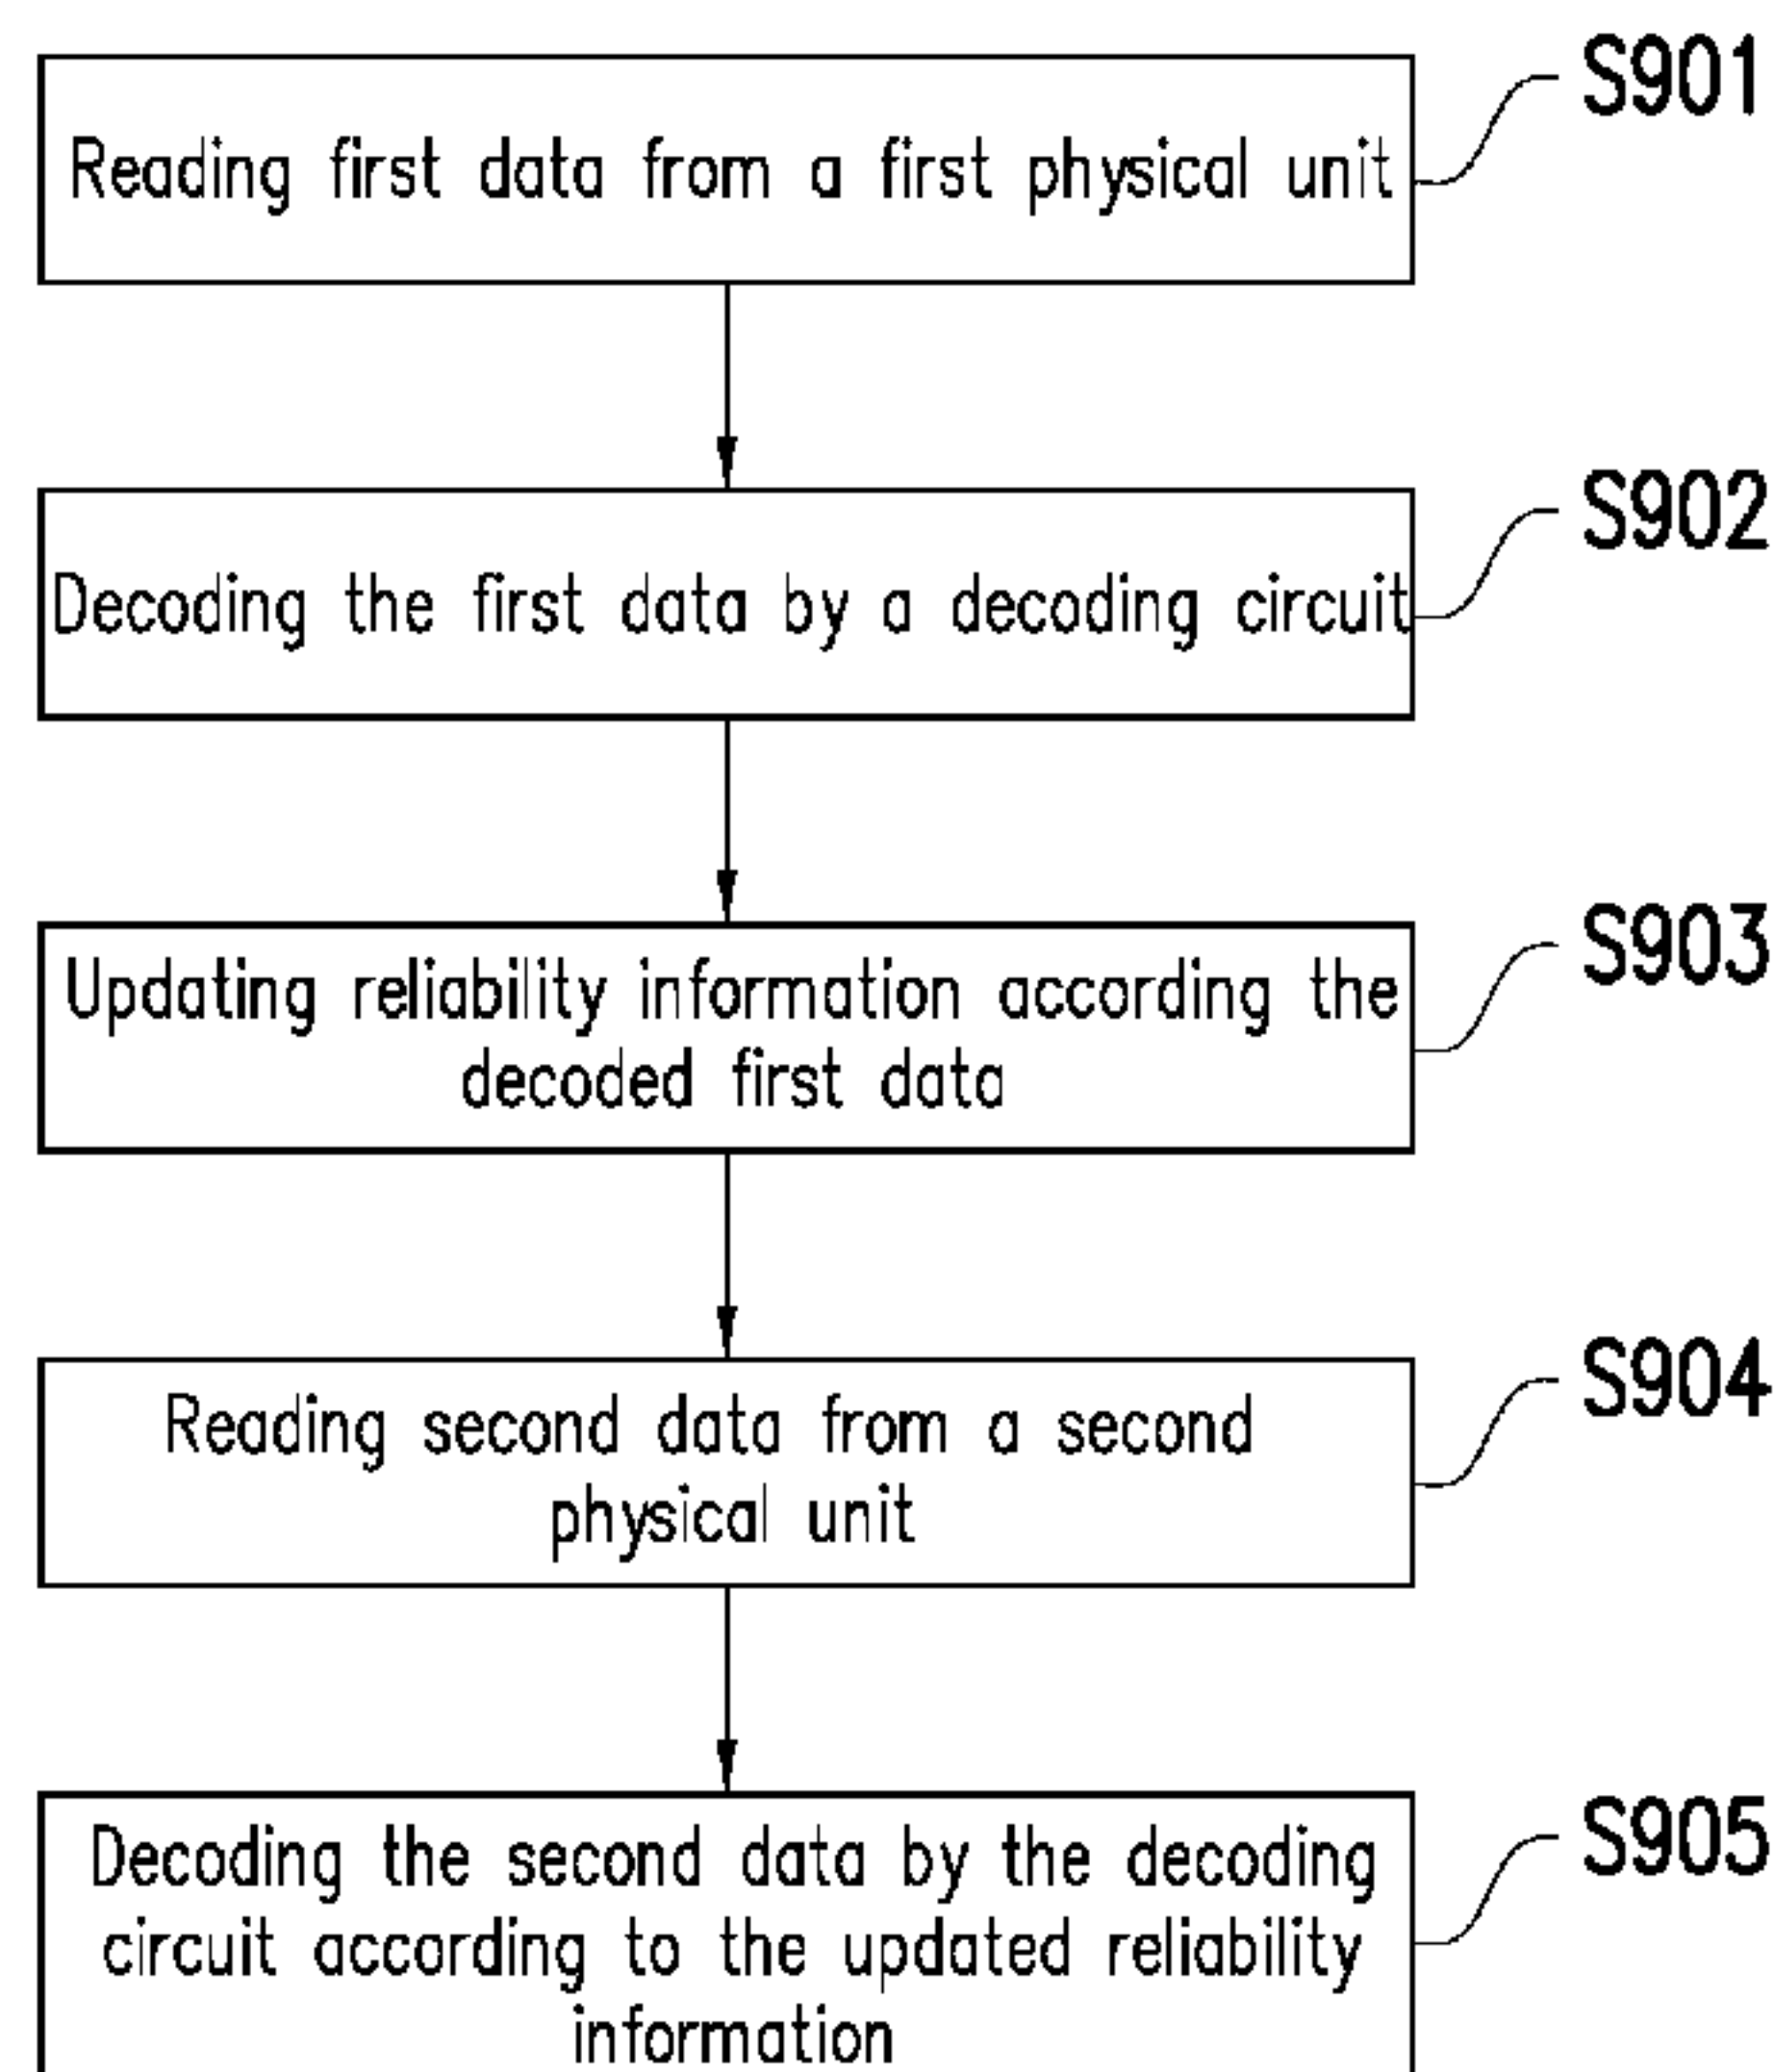 S901
Reading first data from a first physical unit
S902
Decoding the first data by a decoding circuit
S903
Updating reliability information according the
decoded first data
S904
Reading second data from a second
physical unit
S905
Decoding the second data by the decoding
circuit according to the updated reliability
information